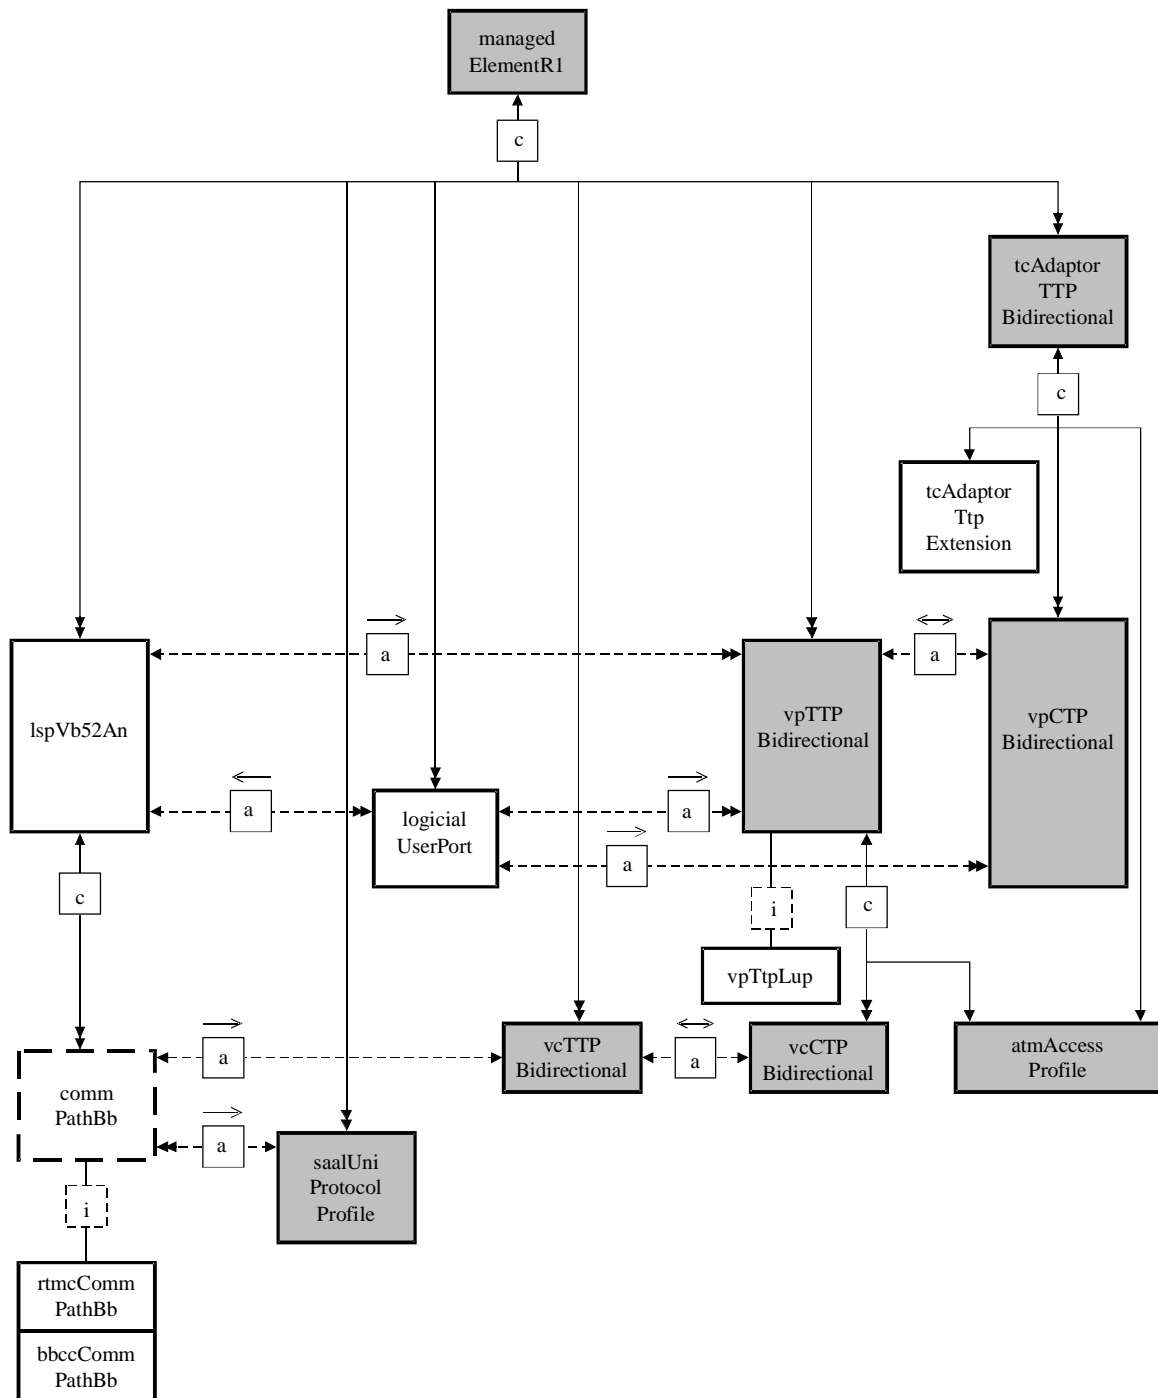 managed
ElementR1
c
tcAdaptor
TTP
Bidirectional
c
tcAdaptor
Ttp
Extension
lspVb52An
a
vpTTP
Bidirectional
a
vpCTP
Bidirectional
a
logicial
UserPort
a
a
c
i
c
vpTtpLup
comm
PathBb
a
vcTTP
Bidirectional
a
vcCTP
Bidirectional
atmAccess
Profile
a
saalUni
Protocol
Profile
i
rtmcComm
PathBb
bbccComm
PathBb